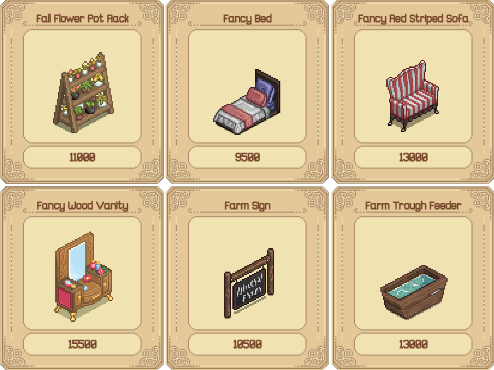 Fall Flower Pot Rack
Fancy Bed
Fancy Red Striped Sofa
11000
9500
13000
Fancy Wood Vanity
Farm Sign
Farm Trough Feeder
15500
10500
13000